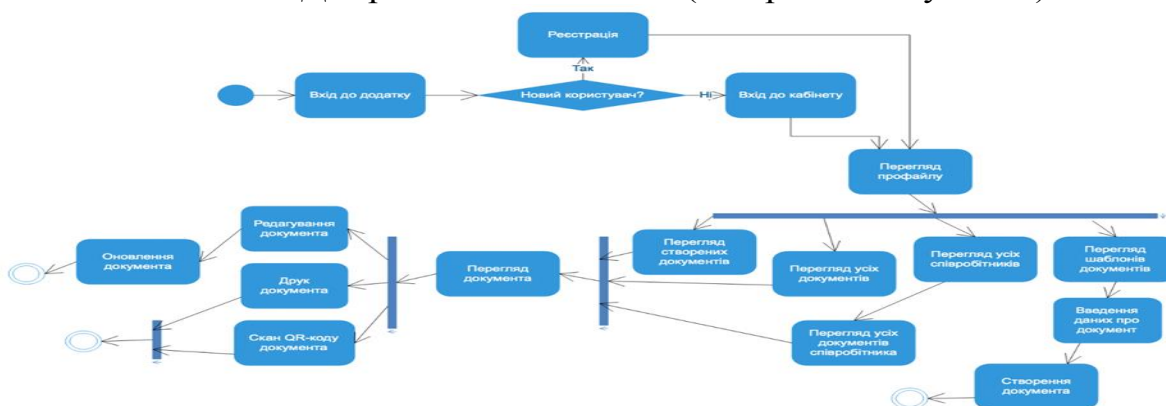 Реєстрація
Так
Вхід до додатку
Новий користувач?
Ні
Вхід до кабінету
Перегляд
профайлу
Редагування
документа
Оновлення
документа
Друк
документа
Скан QR-коду
документа
Перегляд
документа
Перегляд
створених
документів
Перегляд усіх
документів
Перегляд усіх
співробітників
Перегляд
шаблонів
документів
Перегляд усіх
документів
співробітника
Введення
даних про
документ
Створення
документа